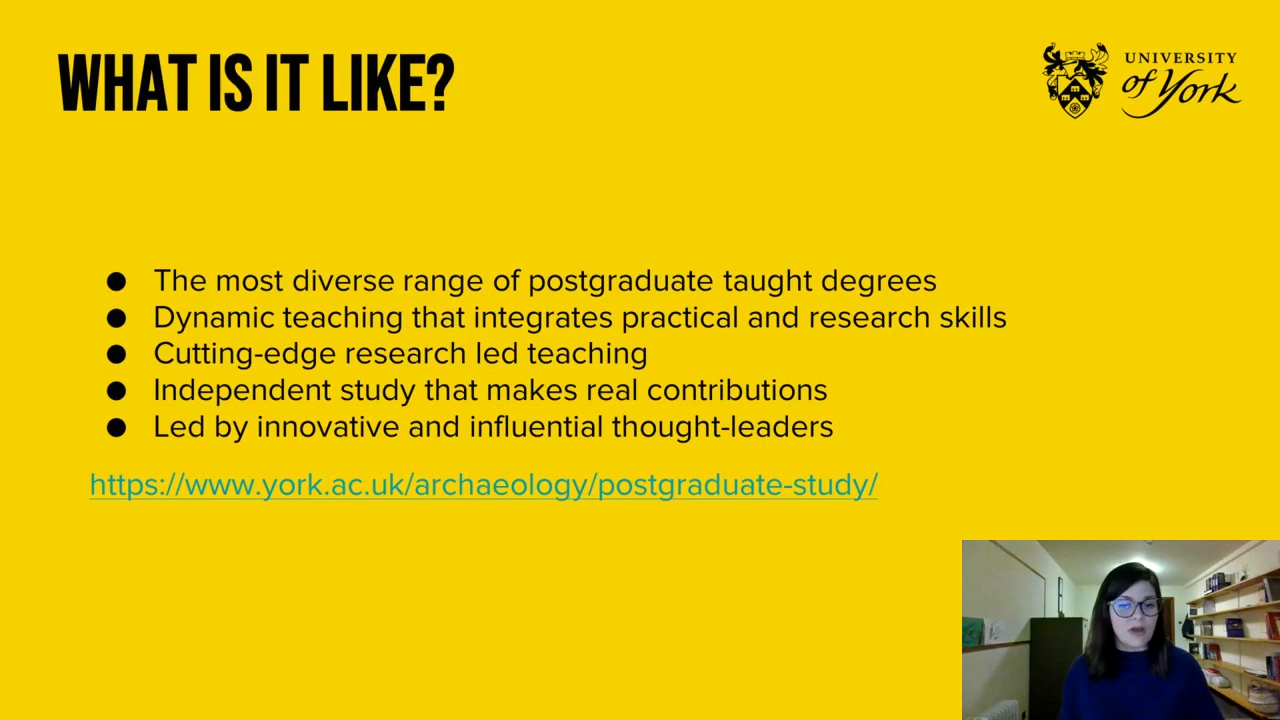 WHAT IS IT LIKE?
UNIVERSITY
of York
● The most diverse range of postgraduate taught degrees
● Dynamic teaching that integrates practical and research skills
● Cutting-edge research led teaching
● Independent study that makes real contributions
● Led by innovative and influential thought-leaders
https://www.york.ac.uk/archaeology/postgraduate-study/